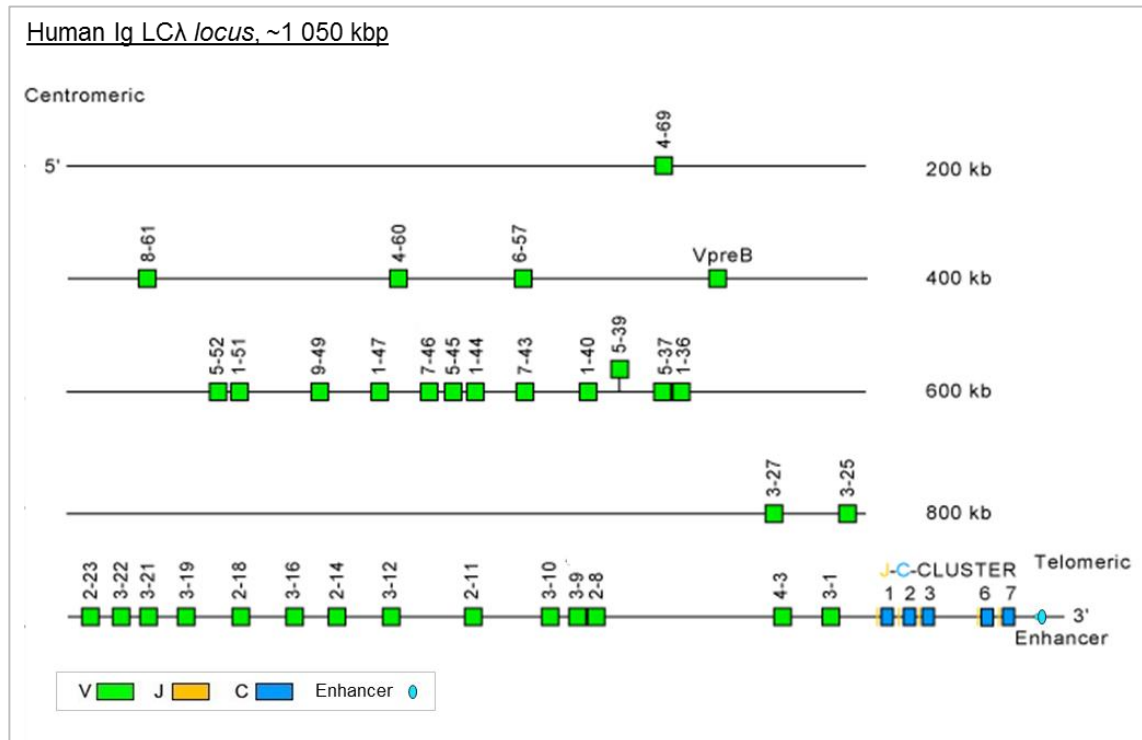 Human Ig LCλ locus, ~1 050 kbp
Centromeric
4-69
5'
200 kb
8-61 4-60 6-57 VpreB
400 kb
5-52 1-51 9-49 1-47 7-46 5-45 1-44 7-43 1-40 5-39 5-37 1-36
600 kb
3-27 3-25
800 kb
2-23 3-22 3-21 3-19 2-18 3-16 2-14 3-12 2-11 3-10 3-9 2-8 4-3 3-1
J-C-CLUSTER
Telomeric
1 2 3 6 7
3'
Enhancer
V J C Enhancer